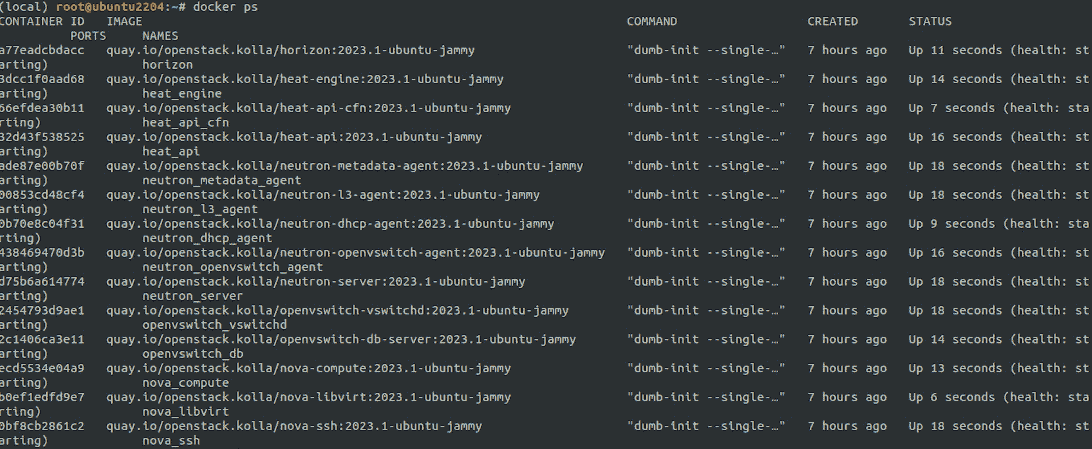 (local) root@ubuntu2204:~# docker ps
CONTAINER ID IMAGE COMMAND CREATED STATUS
PORTS NAMES
a77eadcbdacc quay.io/openstack.kolla/horizon:2023.1-ubuntu-jammy "dumb-init --single-…" 7 hours ago Up 11 seconds (health: st
arting) horizon
3dcc1f0aad68 quay.io/openstack.kolla/heat-engine:2023.1-ubuntu-jammy "dumb-init --single-…" 7 hours ago Up 14 seconds (health: st
arting) heat_engine
66efdea30b11 quay.io/openstack.kolla/heat-api-cfn:2023.1-ubuntu-jammy "dumb-init --single-…" 7 hours ago Up 7 seconds (health: sta
rting) heat_api_cfn
32d43f538525 quay.io/openstack.kolla/heat-api:2023.1-ubuntu-jammy "dumb-init --single-…" 7 hours ago Up 16 seconds (health: st
arting) heat_api
ade87e00b70f quay.io/openstack.kolla/neutron-metadata-agent:2023.1-ubuntu-jammy "dumb-init --single-…" 7 hours ago Up 18 seconds (health: st
arting) neutron_metadata_agent
00853cd48cf4 quay.io/openstack.kolla/neutron-l3-agent:2023.1-ubuntu-jammy "dumb-init --single-…" 7 hours ago Up 18 seconds (health: st
arting) neutron_l3_agent
0b70e8c04f31 quay.io/openstack.kolla/neutron-dhcp-agent:2023.1-ubuntu-jammy "dumb-init --single-…" 7 hours ago Up 9 seconds (health: sta
rting) neutron_dhcp_agent
438469470d3b quay.io/openstack.kolla/neutron-openvswitch-agent:2023.1-ubuntu-jammy "dumb-init --single-…" 7 hours ago Up 16 seconds (health: st
arting) neutron_openvswitch_agent
d75b6a614774 quay.io/openstack.kolla/neutron-server:2023.1-ubuntu-jammy "dumb-init --single-…" 7 hours ago Up 18 seconds (health: st
arting) neutron_server
2454793d9ae1 quay.io/openstack.kolla/openvswitch-vswitchd:2023.1-ubuntu-jammy "dumb-init --single-…" 7 hours ago Up 18 seconds (health: st
arting) openvswitch_vswitchd
2c1406ca3e11 quay.io/openstack.kolla/openvswitch-db-server:2023.1-ubuntu-jammy "dumb-init --single-…" 7 hours ago Up 14 seconds (health: st
arting) openvswitch_db
ecd5534e04a9 quay.io/openstack.kolla/nova-compute:2023.1-ubuntu-jammy "dumb-init --single-…" 7 hours ago Up 13 seconds (health: st
arting) nova_compute
b0ef1edfd9e7 quay.io/openstack.kolla/nova-libvirt:2023.1-ubuntu-jammy "dumb-init --single-…" 7 hours ago Up 6 seconds (health: sta
rting) nova_libvirt
0bf8cb2861c2 quay.io/openstack.kolla/nova-ssh:2023.1-ubuntu-jammy "dumb-init --single-…" 7 hours ago Up 18 seconds (health: st
arting) nova_ssh